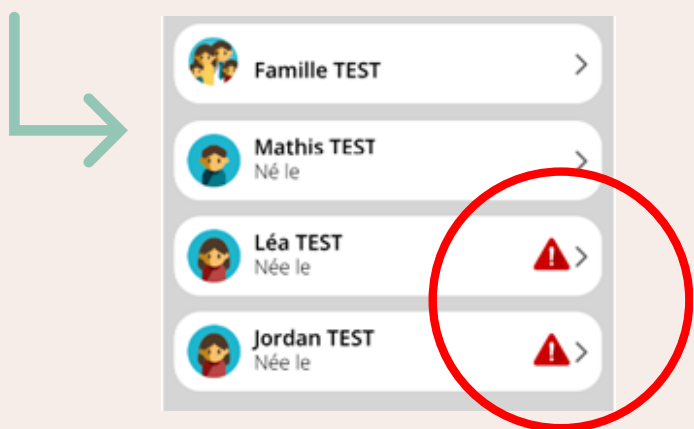 Famille TEST
Mathis TEST
Né le
Léa TEST
Née le
Jordan TEST
Née le